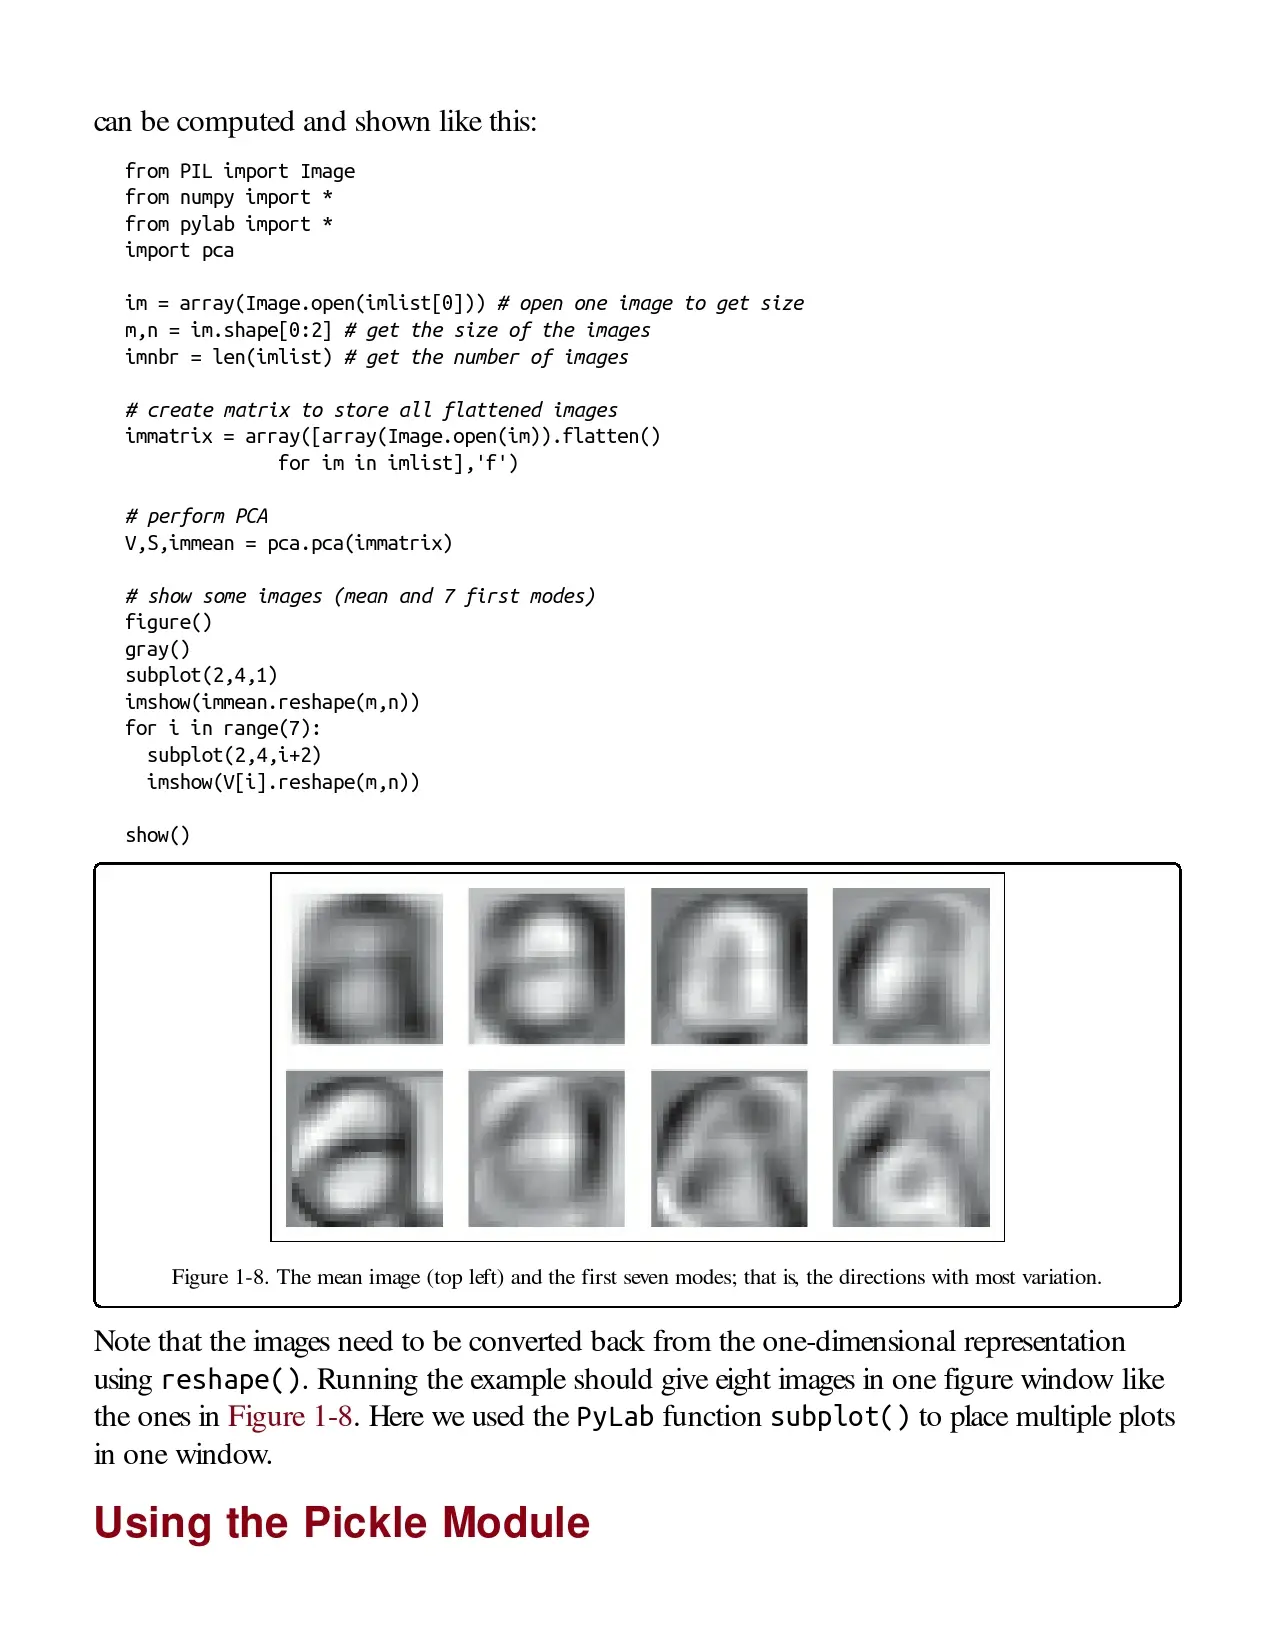 can be computed and shown like this:
from PIL import Image
from numpy import *
from pylab import *
import pca
im = array(Image.open(imlist[0])) # open one image to get size
m,n = im.shape[0:2] # get the size of the images
imnbr = len(imlist) # get the number of images
# create matrix to store all flattened images
immatrix = array([array(Image.open(im)).flatten()
              for im in imlist],'f')
# perform PCA
V,S,immean = pca.pca(immatrix)
# show some images (mean and 7 first modes)
figure()
gray()
subplot(2,4,1)
imshow(immean.reshape(m,n))
for i in range(7):
  subplot(2,4,i+2)
  imshow(V[i].reshape(m,n))
show()
Figure 1-8. The mean image (top left) and the first seven modes; that is, the directions with most variation.
Note that the images need to be converted back from the one-dimensional representation
using reshape(). Running the example should give eight images in one figure window like
the ones in Figure 1-8. Here we used the PyLab function subplot() to place multiple plots
in one window.
Using the Pickle Module